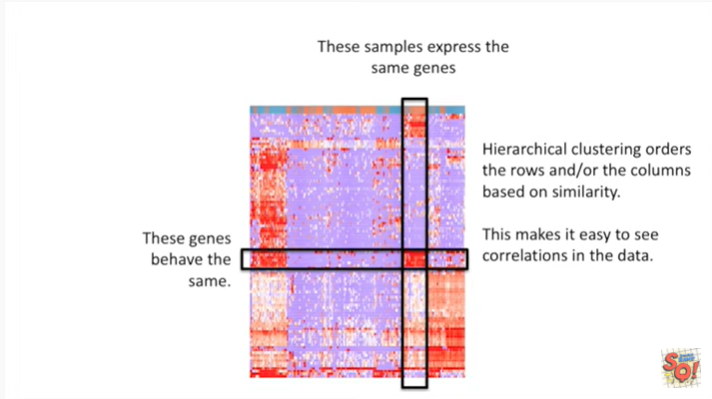 These samples express the
same genes
Hierarchical clustering orders
the rows and/or the columns
based on similarity.
This makes it easy to see
correlations in the data.
These genes
behave the
same.
SQ!